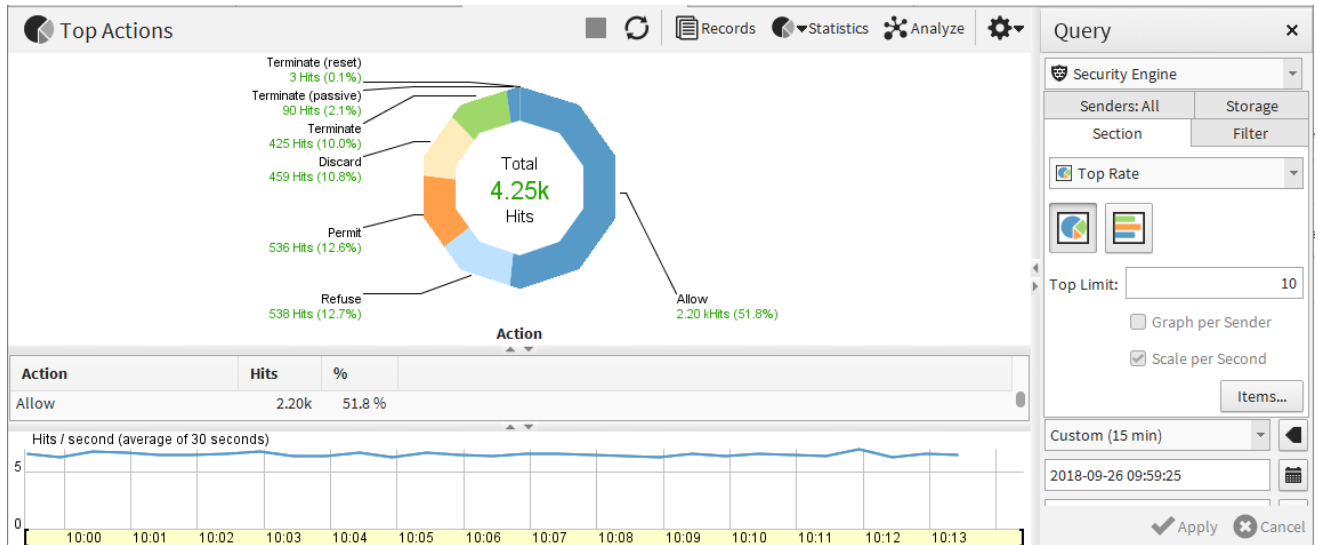 Top Actions
Records
Statistics
Analyze
Terminate (reset)
3 Hits (0.1%)
Terminate (passive)
90 Hits (2.1%)
Terminate
425 Hits (10.0%)
Discard
459 Hits (10.8%)
Permit
536 Hits (12.6%)
Refuse
538 Hits (12.7%)
Total
4.25k
Hits
Allow
2.20 kHits (51.8%)
Action
Action Hits %
Allow 2.20k 51.8 %
Hits / second (average of 30 seconds)
5
0
10:00 10:01 10:02 10:03 10:04 10:05 10:06 10:07 10:08 10:09 10:10 10:11 10:12 10:13
Query
Security Engine
Senders: All Storage
Section Filter
Top Rate
Top Limit: 10
Graph per Sender
Scale per Second
Items...
Custom (15 min)
2018-09-26 09:59:25
Apply Cancel